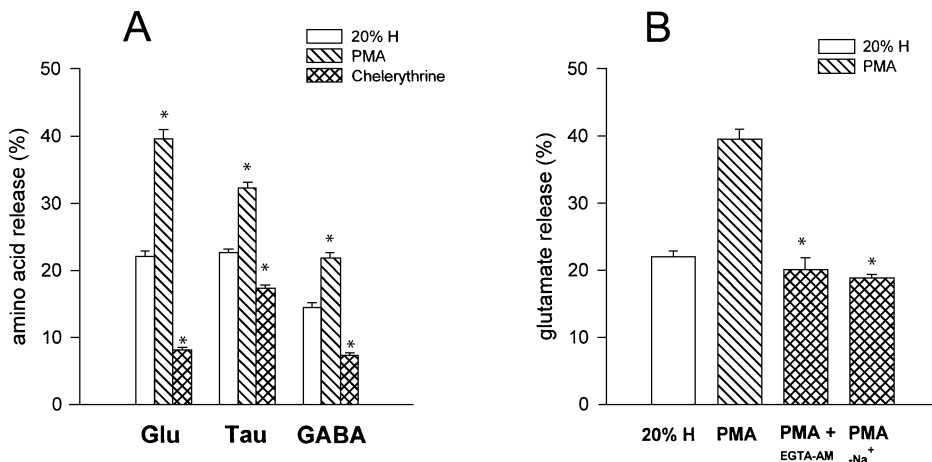 A
20% H
PMA
Chelerythrine
amino acid release (%)
50
40
30
20
10
0
*
*
*
*
*
*
Glu Tau GABA
B
20% H
PMA
glutamate release (%)
50
40
30
20
10
0
*
*
20% H PMA PMA + PMA
EGTA-AM -Na⁺